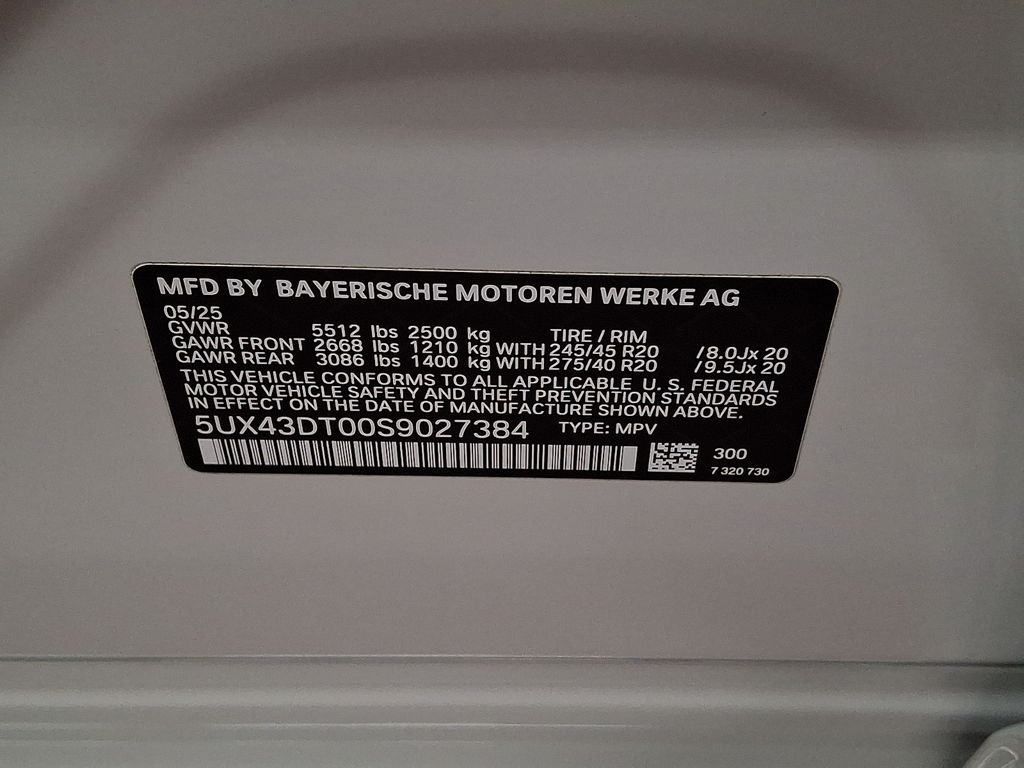 MFD BY BAYERISCHE MOTOREN WERKE AG
05/25
GVWR 5512 lbs 2500 kg TIRE / RIM
GAWR FRONT 2668 lbs 1210 kg WITH 245/45 R20 /8.0Jx 20
GAWR REAR 3086 lbs 1400 kg WITH 275/40 R20 /9.5Jx 20
THIS VEHICLE CONFORMS TO ALL APPLICABLE U. S. FEDERAL
MOTOR VEHICLE SAFETY AND THEFT PREVENTION STANDARDS
IN EFFECT ON THE DATE OF MANUFACTURE SHOWN ABOVE.
5UX43DT00S9027384 TYPE: MPV
300
7 320 730